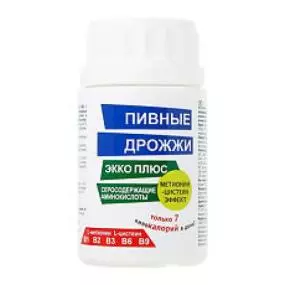 ПИВНЫЕ
ДРОЖЖИ
ЭККО ПЛЮС
МЕТИОНИН
-ЦИСТЕИН
ЭФФЕКТ
СЕРОСОДЕРЖАЩИЕ
АМИНОКИСЛОТЫ
только 7
килокалорий в
L-метионин L-цистеин
B1 B2 B3 B6 B9